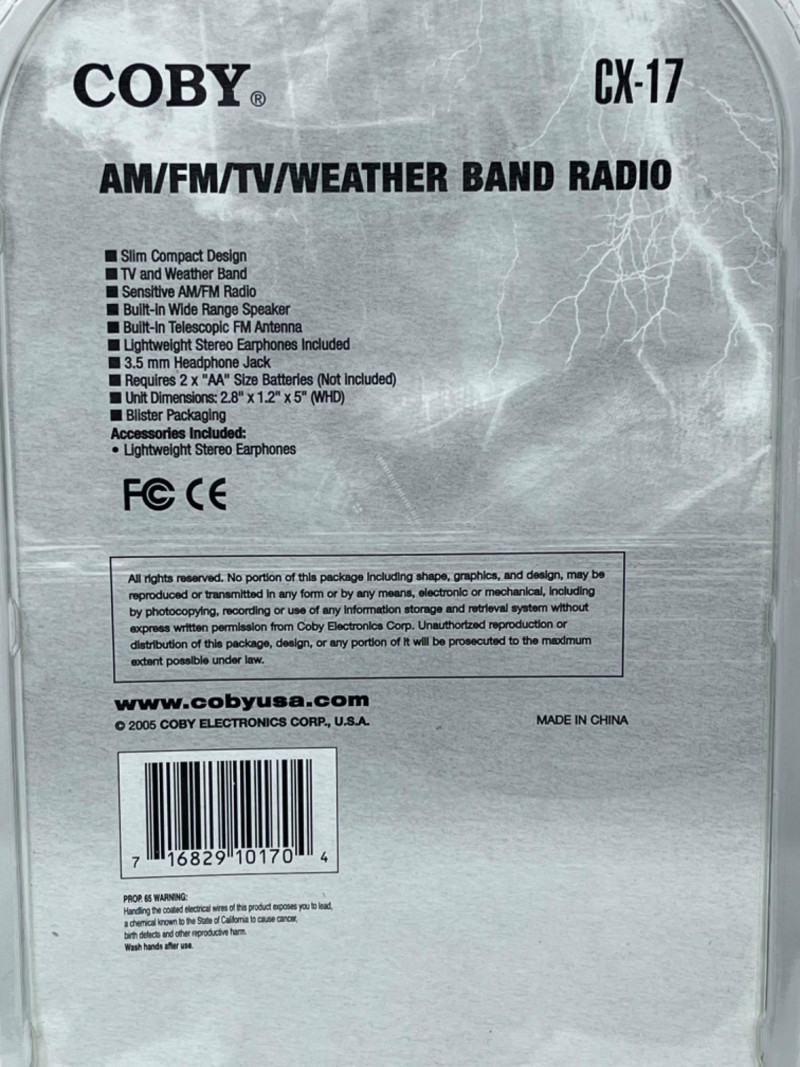 COBY®
CX-17
AM/FM/TV/WEATHER BAND RADIO
■ Slim Compact Design
■ TV and Weather Band
■ Sensitive AM/FM Radio
■ Built-in Wide Range Speaker
■ Built-in Telescopic FM Antenna
■ Lightweight Stereo Earphones Included
■ 3.5 mm Headphone Jack
■ Requires 2 x "AA" Size Batteries (Not Included)
■ Unit Dimensions: 2.8" x 1.2" x 5" (WHD)
■ Blister Packaging
Accessories Included:
• Lightweight Stereo Earphones
FC CE
All rights reserved. No portion of this package including shape, graphics, and design, may be
reproduced or transmitted in any form or by any means, electronic or mechanical, including
by photocopying, recording or use of any information storage and retrieval system without
express written permission from Coby Electronics Corp. Unauthorized reproduction or
distribution of this package, design, or any portion of it will be prosecuted to the maximum
extent possible under law.
www.cobyusa.com
© 2005 COBY ELECTRONICS CORP., U.S.A.
MADE IN CHINA
7 16829 10170 4
PROP. 65 WARNING:
Handling the coated electrical wires of this product exposes you to lead,
a chemical known to the State of California to cause cancer,
birth defects and other reproductive harm.
Wash hands after use.